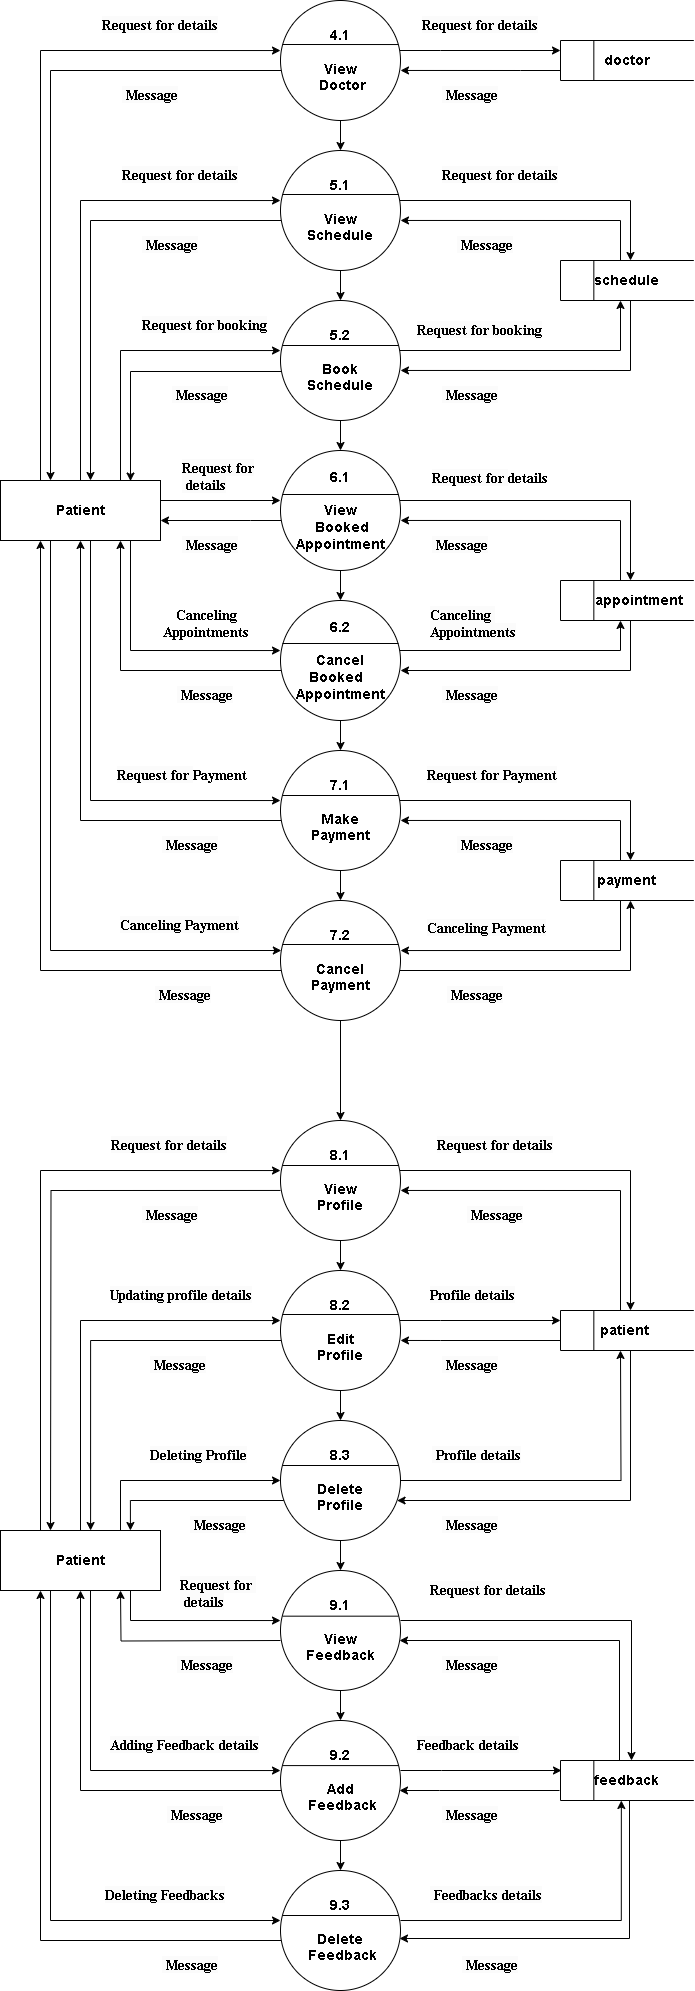 Request for details
Request for details
4.1
View
Doctor
doctor
Message
Message
Request for details
Request for details
5.1
View
Schedule
Message
Message
schedule
Request for booking
Request for booking
5.2
Book
Schedule
Message
Message
Request for
details
Request for details
6.1
View
Booked
Appointment
Patient
Message
Message
appointment
Canceling
Appointments
Canceling
Appointments
6.2
Cancel
Booked
Appointment
Message
Message
Request for Payment
Request for Payment
7.1
Make
Payment
Message
Message
payment
Canceling Payment
Canceling Payment
7.2
Cancel
Payment
Message
Message
Request for details
Request for details
8.1
View
Profile
Message
Message
Updating profile details
Profile details
8.2
Edit
Profile
patient
Message
Message
Deleting Profile
Profile details
8.3
Delete
Profile
Message
Message
Patient
Request for
details
Request for details
9.1
View
Feedback
Message
Message
Adding Feedback details
Feedback details
9.2
Add
Feedback
feedback
Message
Message
Deleting Feedbacks
Feedbacks details
9.3
Delete
Feedback
Message
Message